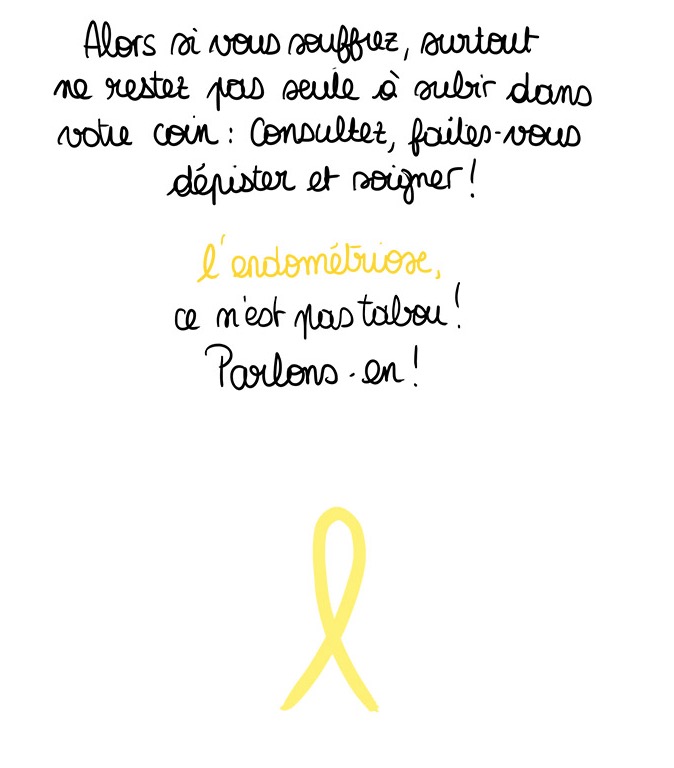 Alors si vous souffrez, surtout
ne restez pas seule à subir dans
votre coin : Consultez, faites-vous
dépister et soigner !
l'endométriose,
ce n'est pas tabou !
Parlons-en !